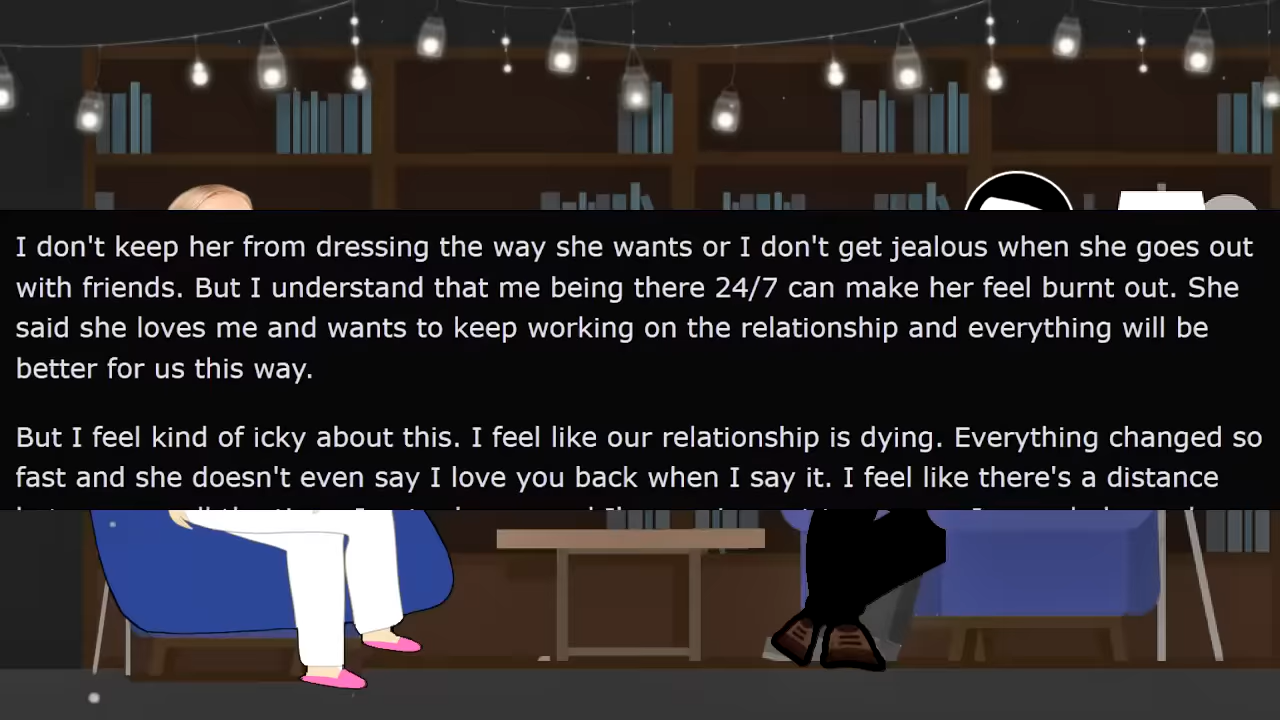 I don't keep her from dressing the way she wants or I don't get jealous when she goes out
with friends. But I understand that me being there 24/7 can make her feel burnt out. She
said she loves me and wants to keep working on the relationship and everything will be
better for us this way.
But I feel kind of icky about this. I feel like our relationship is dying. Everything changed so
fast and she doesn't even say I love you back when I say it. I feel like there's a distance